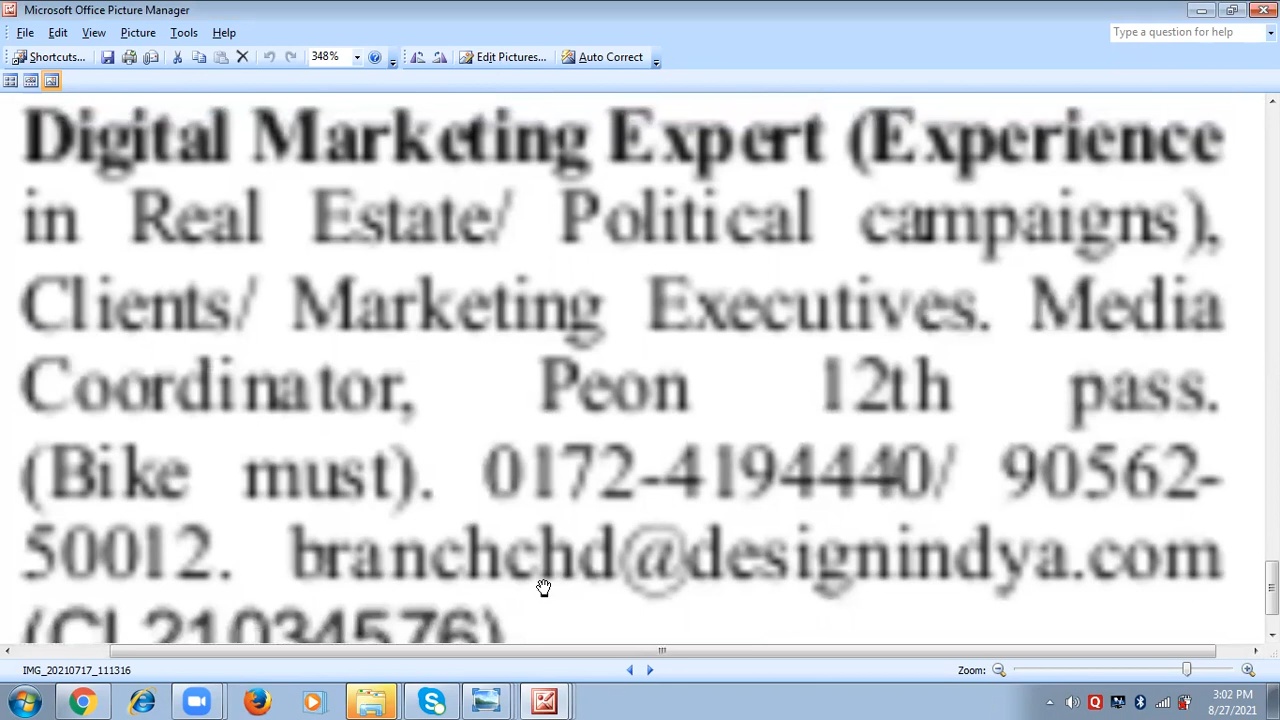 Microsoft Office Picture Manager
File Edit View Picture Tools Help
Type a question for help
Shortcuts... 348% Edit Pictures... Auto Correct
Digital Marketing Expert (Experience
in Real Estate/ Political campaigns),
Clients/ Marketing Executives. Media
Coordinator, Peon 12th pass.
(Bike must). 0172-4194440/ 90562-
50012. branchchd@designindya.com
(CL21034576)
IMG_20210717_111316
Zoom:
3:02 PM
8/27/2021